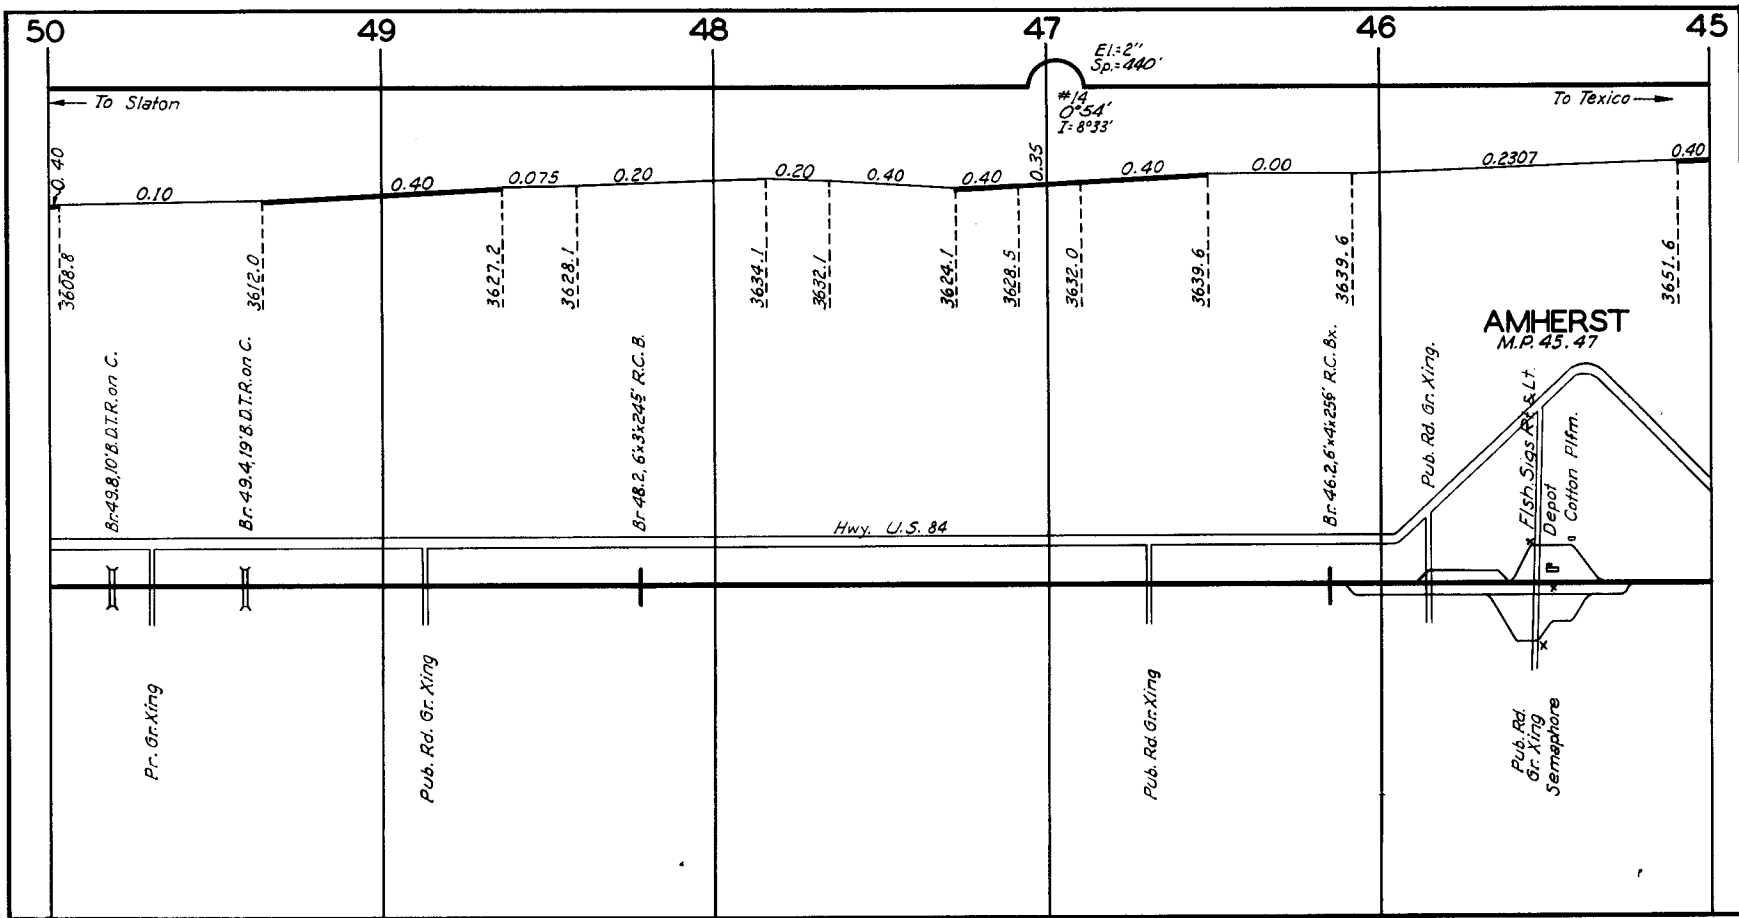 50 49 48 47 46 45
El.=2"
Sp.=440'
← To Slaton
#14
0°54'
I=8°33'
To Texico →
0.40
0.10
0.40
0.075
0.20
0.20
0.40
0.40
0.35
0.40
0.00
0.2307
0.40
3608.8
3612.0
3627.2
3628.1
3634.1
3632.1
3624.1
3628.5
3632.0
3639.6
3639.6
3651.6
AMHERST
M.P. 45.47
Br. 49.8, 10' B.D.T.R. on C.
Br. 49.4, 19' B.D.T.R. on C.
Br. 48.2, 6'x3'x24.5' R.C. B.
Br. 46.2, 6'x4'x256' R.C. Bx.
Pub. Rd. Gr. Xing.
Flsh. Sigs Rf. & Lt.
Depot
Cotton Plfm.
Hwy. U.S. 84
Pr. Gr. Xing
Pub. Rd. Gr. Xing
Pub. Rd. Gr. Xing
Pub. Rd.
Gr. Xing
Semaphore